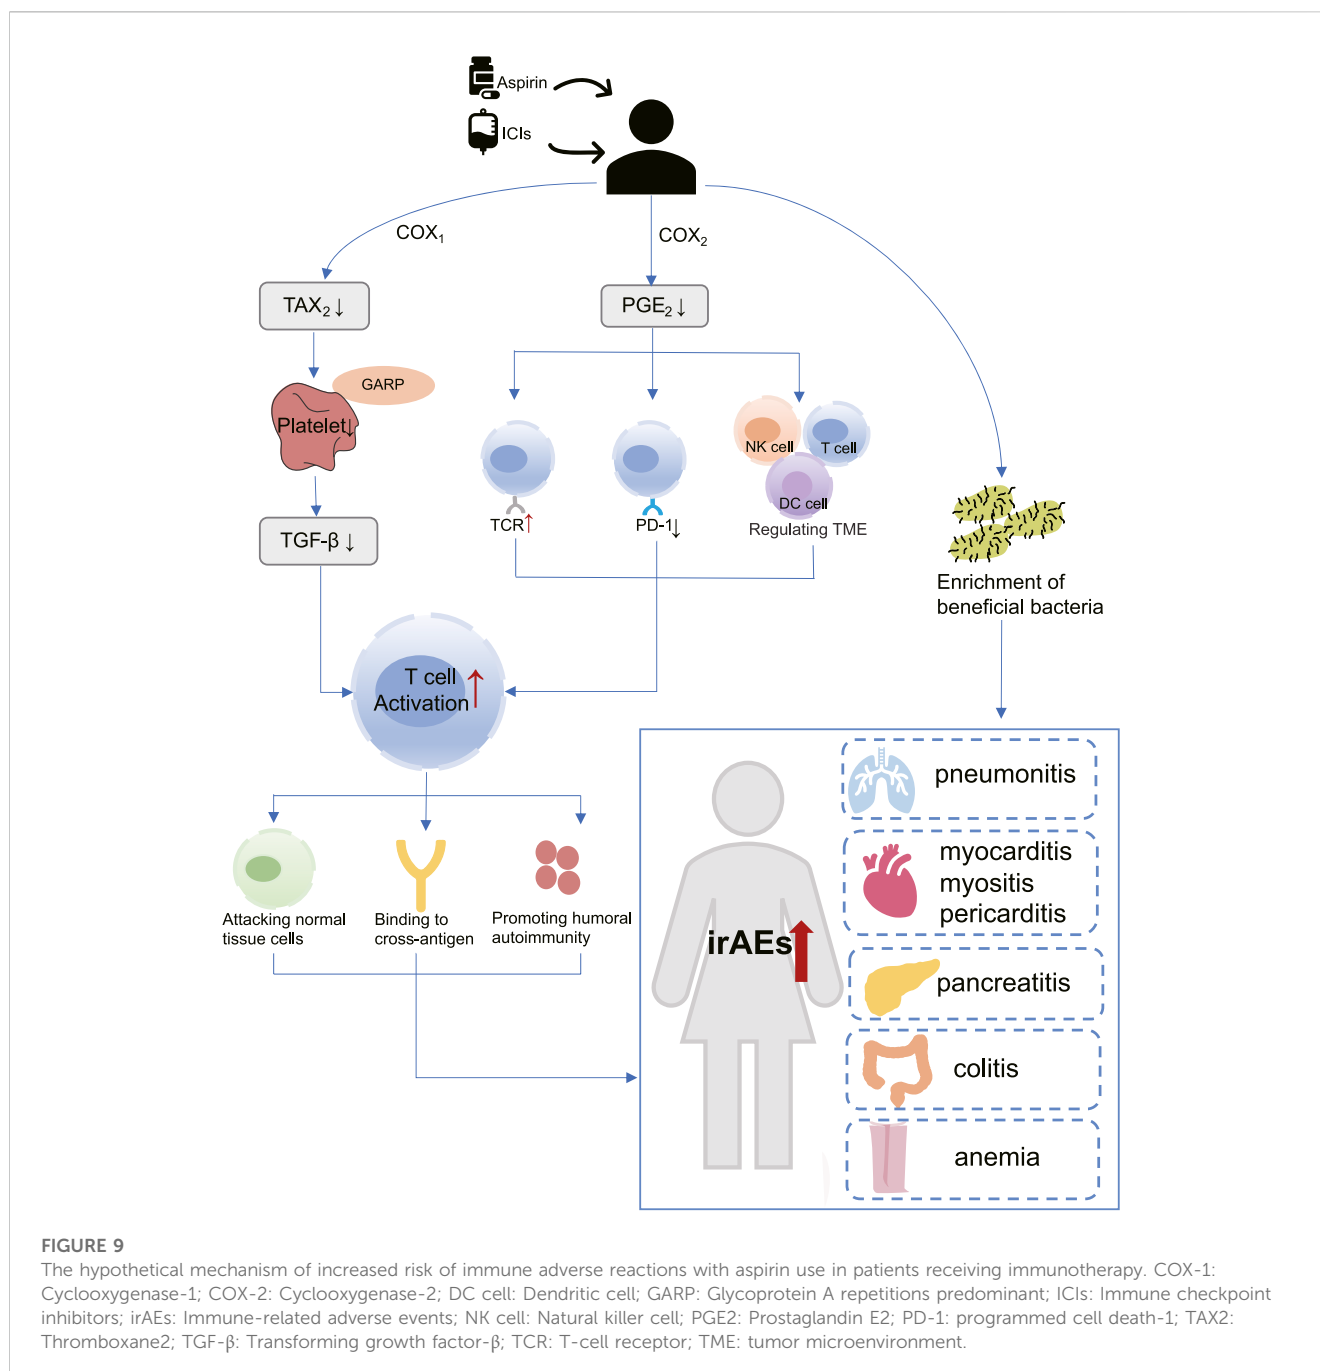 Aspirin
ICIs
COX₁
COX₂
TAX₂↓
PGE₂↓
GARP
Platelet↓
NK cell
T cell
DC cell
TCR↑
PD-1↓
Regulating TME
TGF-β↓
Enrichment of
beneficial bacteria
T cell
Activation↑
Attacking normal
tissue cells
Binding to
cross-antigen
Promoting humoral
autoimmunity
irAEs
pneumonitis
myocarditis
myositis
pericarditis
pancreatitis
colitis
anemia
FIGURE 9
The hypothetical mechanism of increased risk of immune adverse reactions with aspirin use in patients receiving immunotherapy. COX-1:
Cyclooxygenase-1; COX-2: Cyclooxygenase-2; DC cell: Dendritic cell; GARP: Glycoprotein A repetitions predominant; ICIs: Immune checkpoint
inhibitors; irAEs: Immune-related adverse events; NK cell: Natural killer cell; PGE2: Prostaglandin E2; PD-1: programmed cell death-1; TAX2:
Thromboxane2; TGF-β: Transforming growth factor-β; TCR: T-cell receptor; TME: tumor microenvironment.